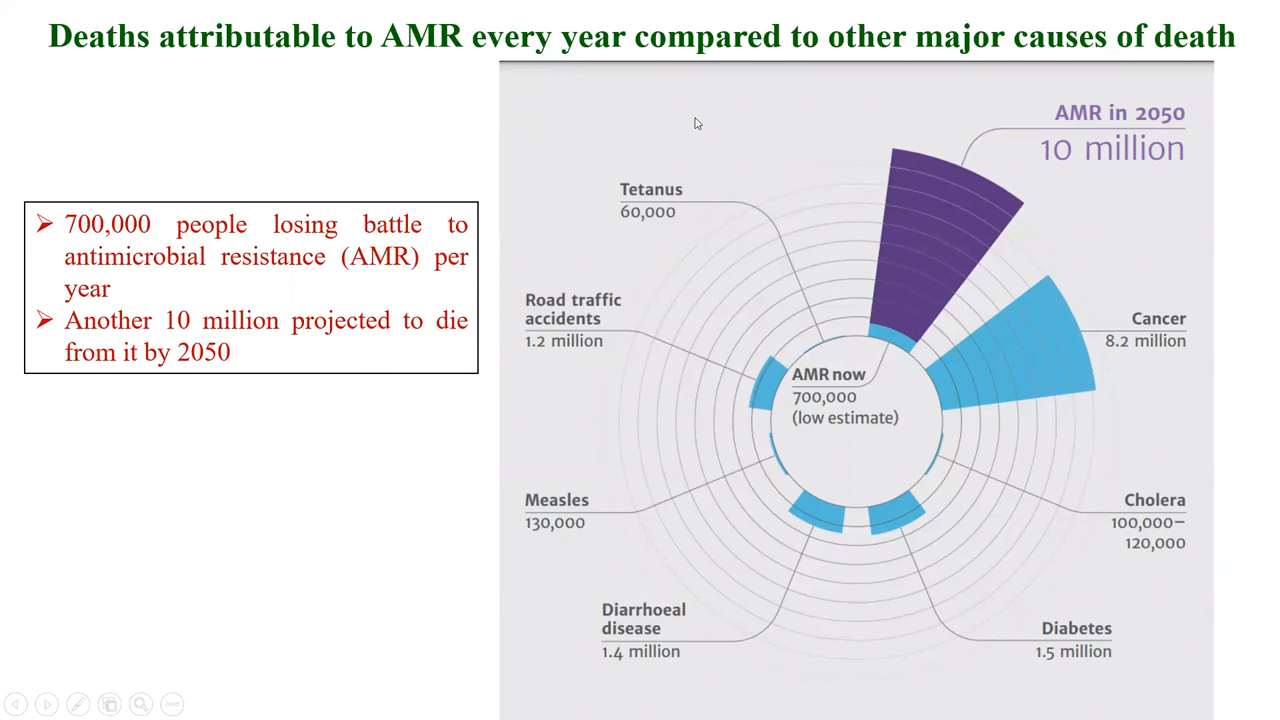 Deaths attributable to AMR every year compared to other major causes of death
➢ 700,000 people losing battle to
antimicrobial resistance (AMR) per
year
➢ Another 10 million projected to die
from it by 2050
AMR in 2050
10 million
Tetanus
60,000
Road traffic
accidents
1.2 million
Cancer
8.2 million
AMR now
700,000
(low estimate)
Measles
130,000
Cholera
100,000–
120,000
Diarrhoeal
disease
1.4 million
Diabetes
1.5 million